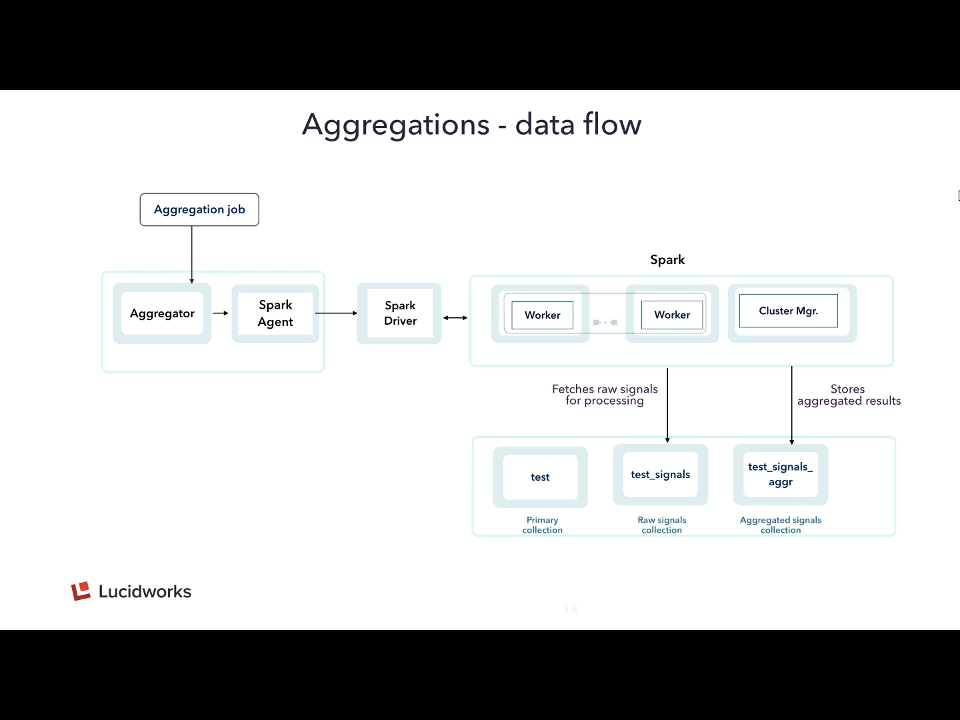 Aggregations - data flow
Aggregation job
Aggregator
Spark
Agent
Spark
Driver
Spark
Worker
Worker
Cluster Mgr.
Fetches raw signals
for processing
Stores
aggregated results
test
test_signals
test_signals_
aggr
Primary
collection
Raw signals
collection
Aggregated signals
collection
Lucidworks
14